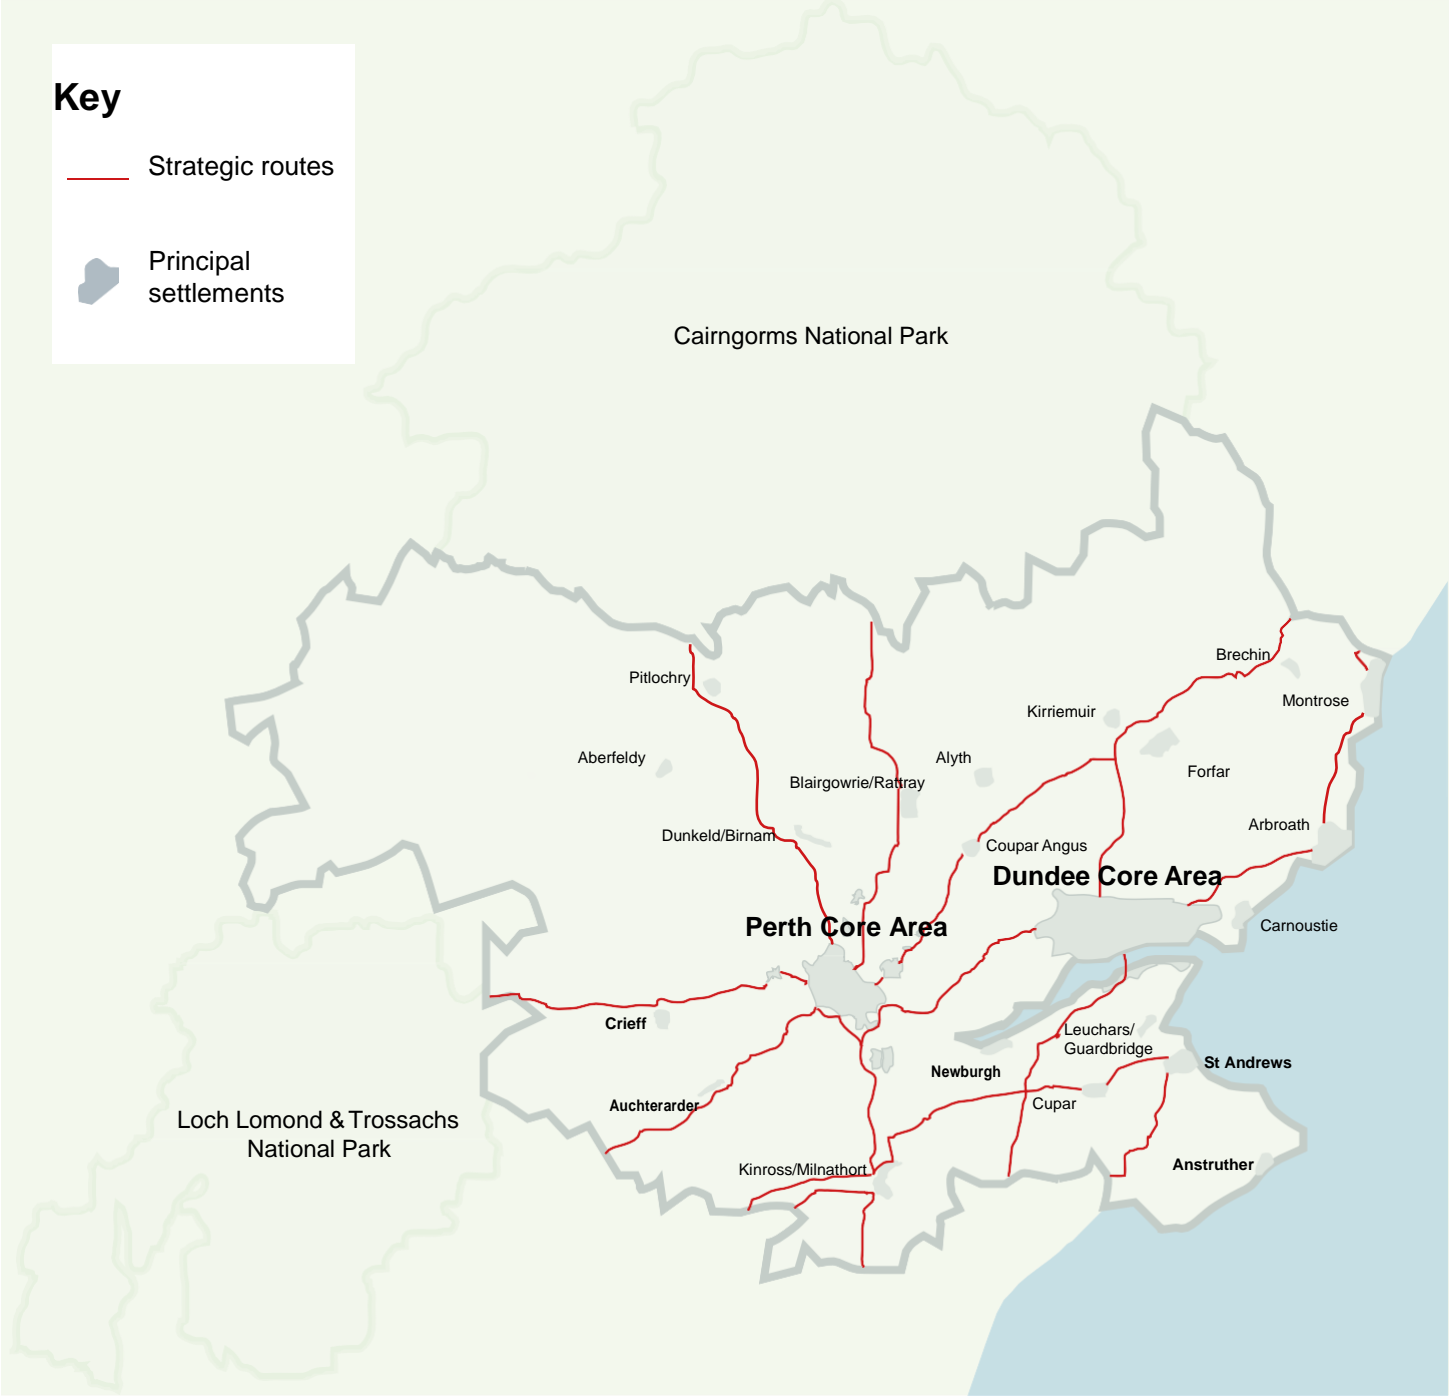 Key
Strategic routes
Principal
settlements
Cairngorms National Park
Brechin
Pitlochry
Montrose
Kirriemuir
Aberfeldy
Alyth
Forfar
Blairgowrie/Rattray
Arbroath
Dunkeld/Birnam
Coupar Angus
Dundee Core Area
Perth Core Area
Carnoustie
Crieff
Leuchars/
Guardbridge
St Andrews
Newburgh
Auchterarder
Cupar
Loch Lomond & Trossachs
National Park
Anstruther
Kinross/Milnathort